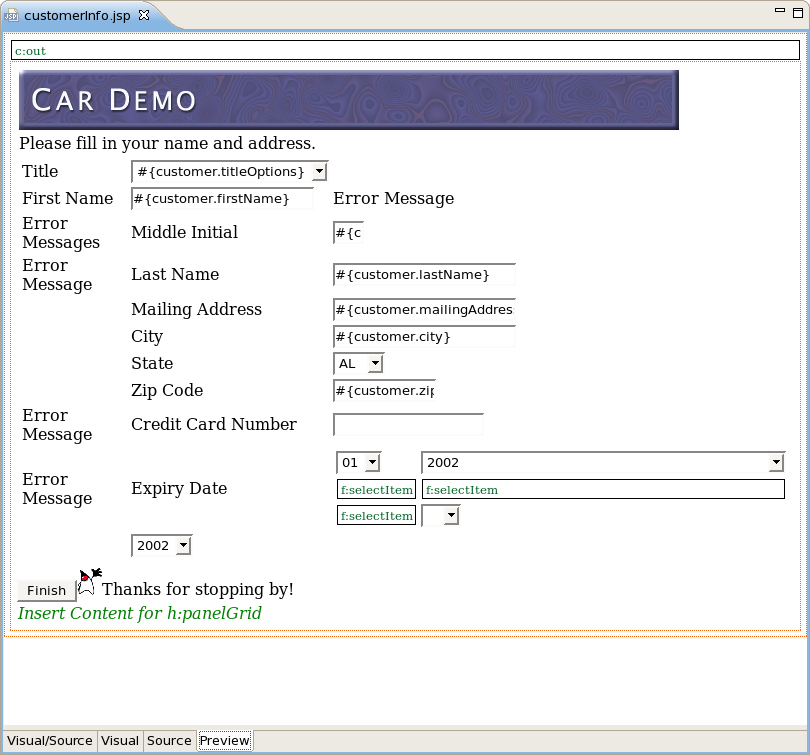 customerInfo.jsp
c:out
CAR DEMO
Please fill in your name and address.
Title #{customer.titleOptions}
First Name #{customer.firstName} Error Message
Error Messages Middle Initial #{c
Error Message Last Name #{customer.lastName}
Mailing Address #{customer.mailingAddres
City #{customer.city}
State AL
Zip Code #{customer.zip
Error Message Credit Card Number
01 2002
Error Message Expiry Date f:selectItem f:selectItem
f:selectItem
2002
Finish Thanks for stopping by!
Insert Content for h:panelGrid
Visual/Source Visual Source Preview